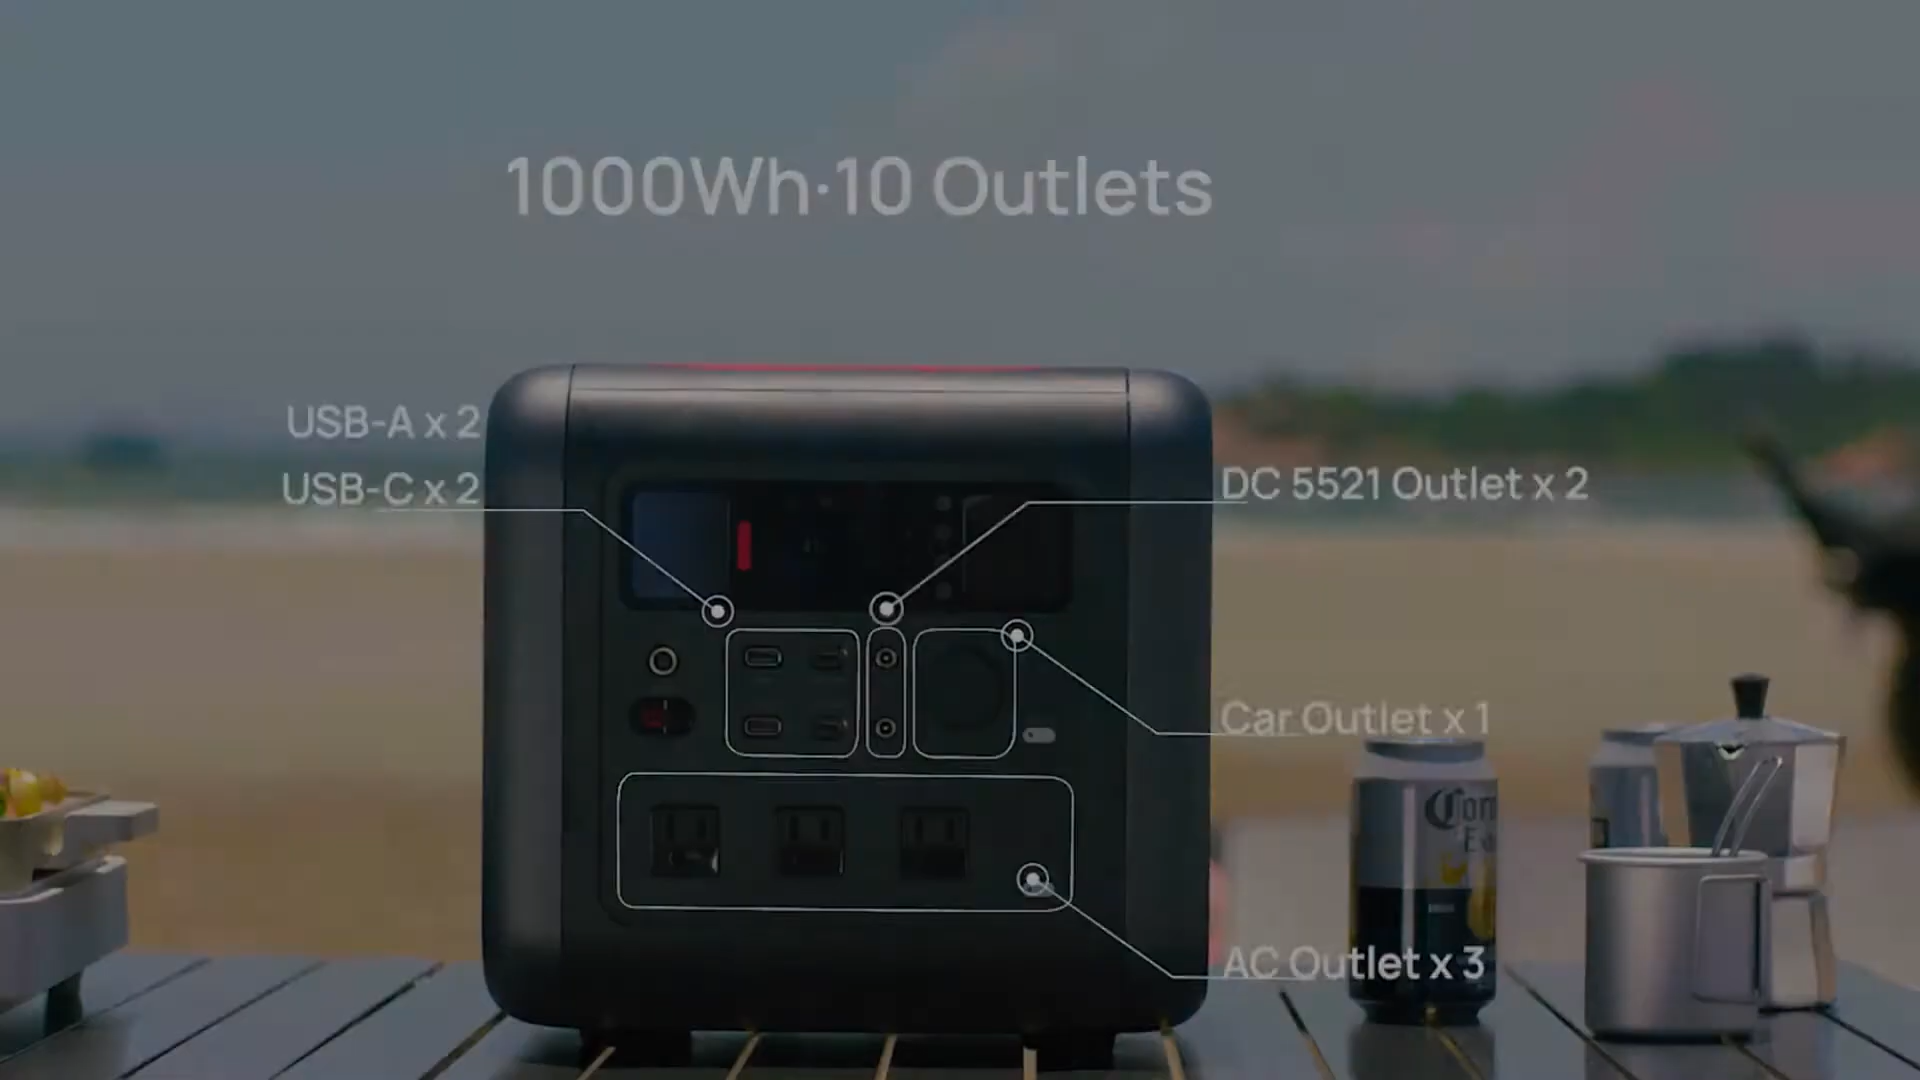 1000Wh·10 Outlets
USB-A x 2
USB-C x 2
DC 5521 Outlet x 2
Car Outlet x 1
AC Outlet x 3